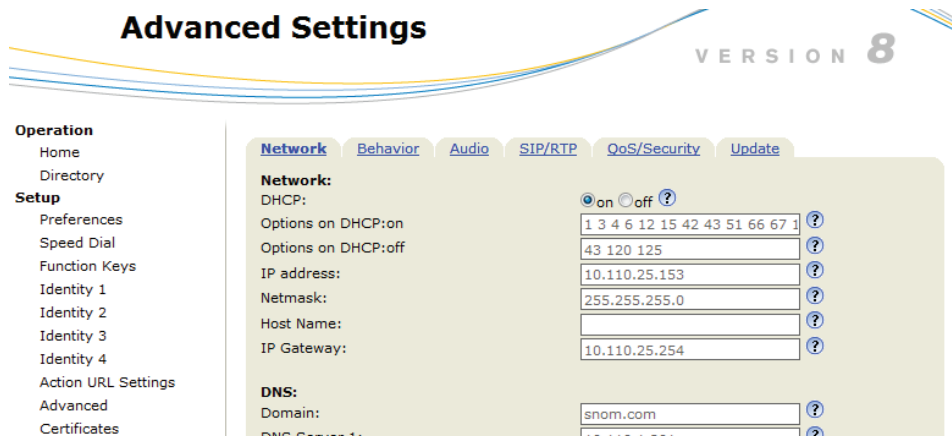 Advanced Settings
VERSION 8
Operation
Home
Directory
Setup
Preferences
Speed Dial
Function Keys
Identity 1
Identity 2
Identity 3
Identity 4
Action URL Settings
Advanced
Certificates
Network Behavior Audio SIP/RTP QoS/Security Update
Network:
DHCP: on off ?
Options on DHCP:on 1 3 4 6 12 15 42 43 51 66 67 1 ?
Options on DHCP:off 43 120 125 ?
IP address: 10.110.25.153 ?
Netmask: 255.255.255.0 ?
Host Name: ?
IP Gateway: 10.110.25.254 ?
DNS:
Domain: snom.com ?
DNS Server 1: